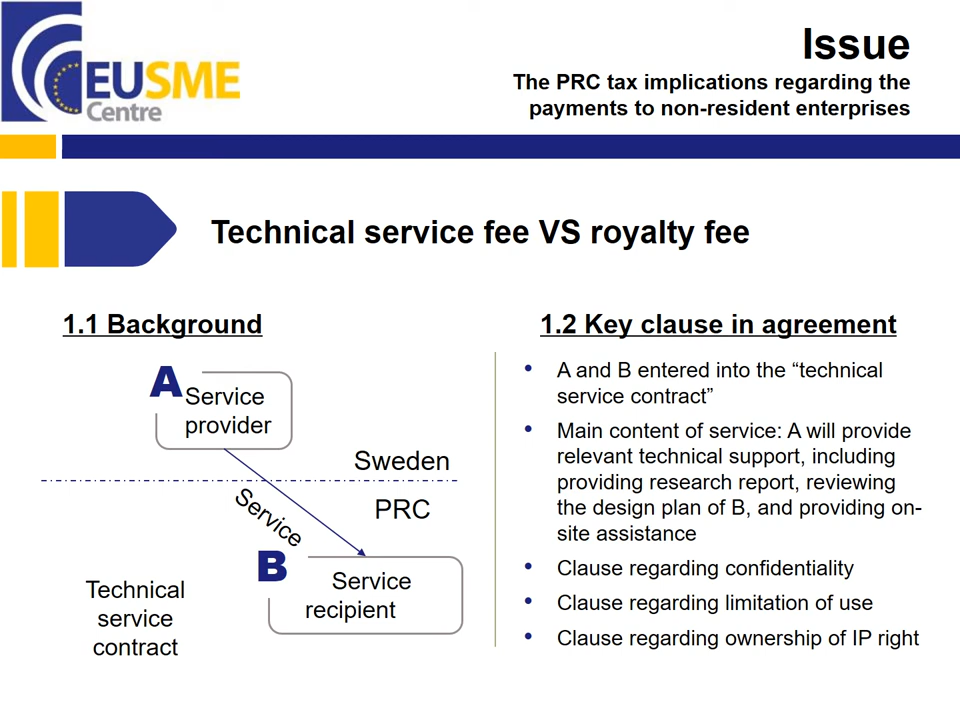 EUSME
Centre
Issue
The PRC tax implications regarding the
payments to non-resident enterprises
Technical service fee VS royalty fee
1.1 Background
A
Service
provider
Sweden
PRC
Service
B
Service
recipient
Technical
service
contract
1.2 Key clause in agreement
• A and B entered into the “technical
service contract”
• Main content of service: A will provide
relevant technical support, including
providing research report, reviewing
the design plan of B, and providing on-
site assistance
• Clause regarding confidentiality
• Clause regarding limitation of use
• Clause regarding ownership of IP right